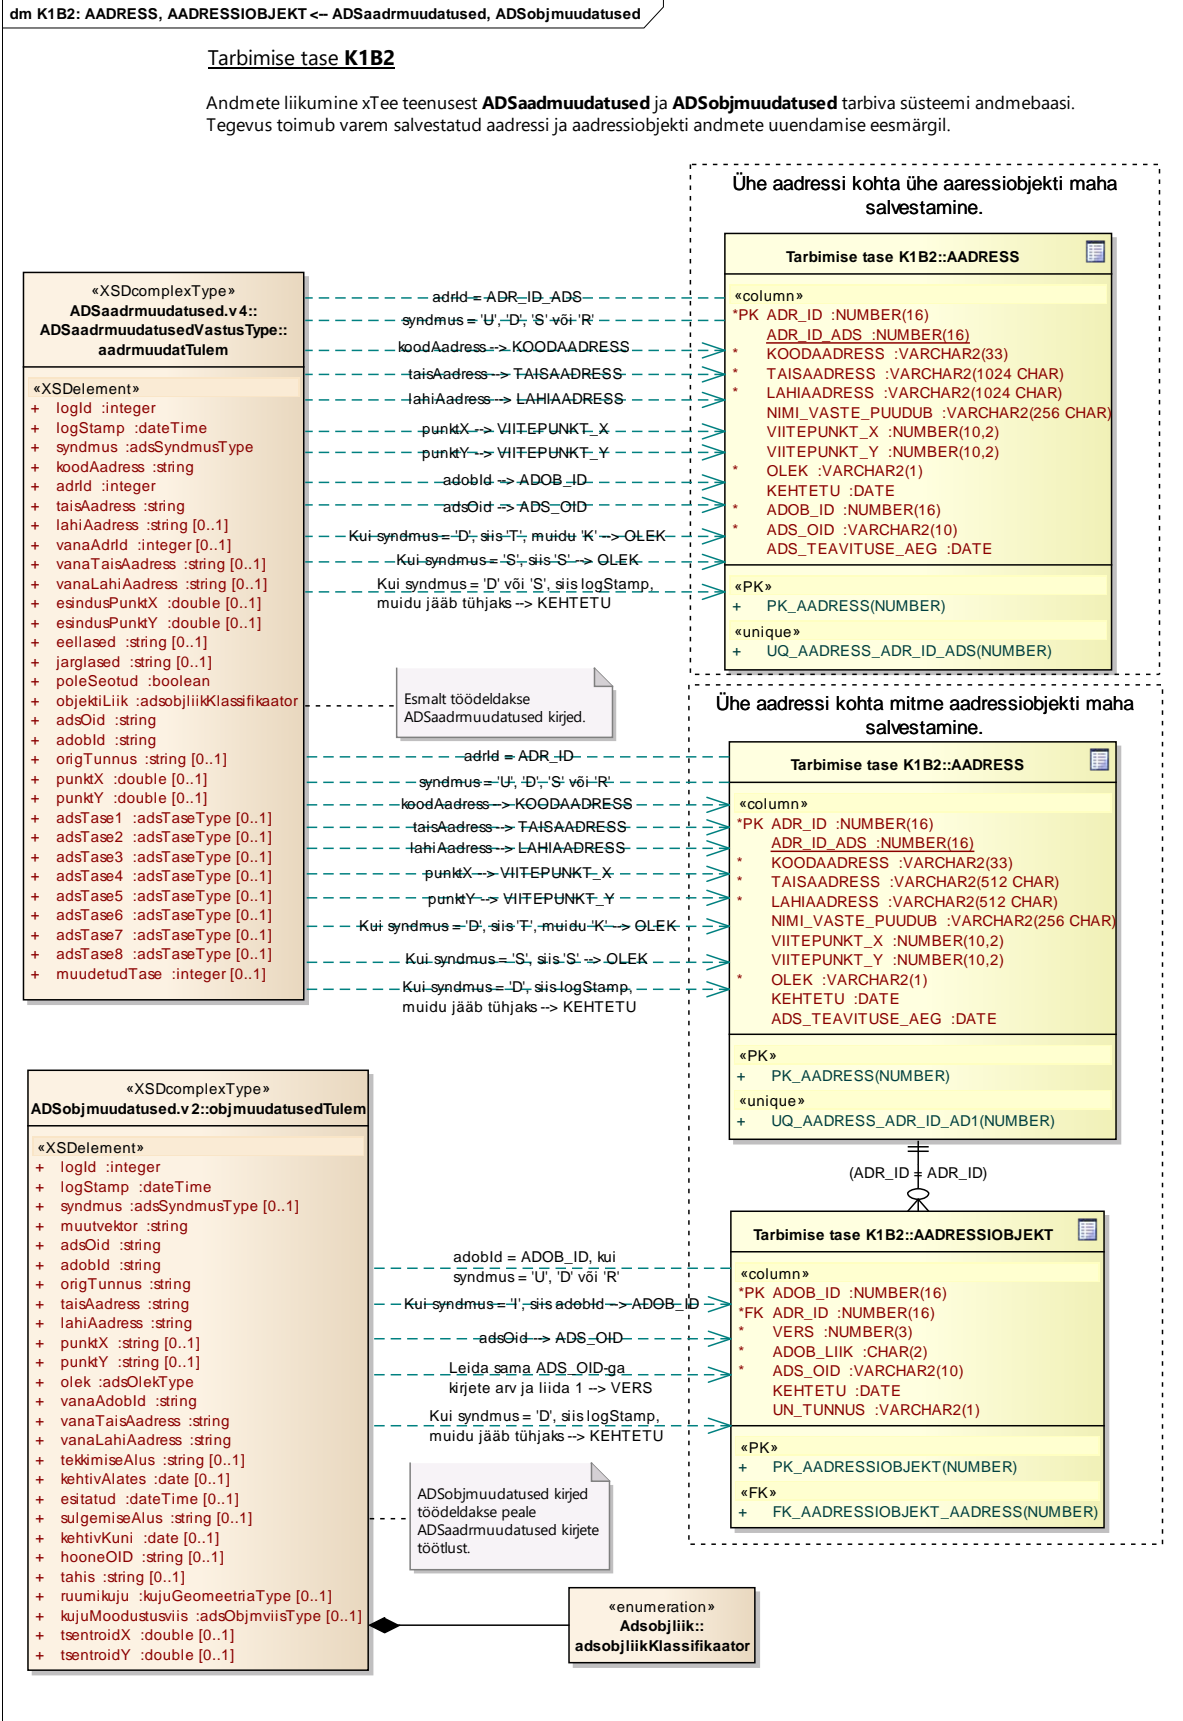 dm K1B2: AADRESS, AADRESSIOBJEKT <-- ADSaadrmuudatused, ADSobjmuudatused
Tarbimise tase K1B2
Andmete liikumine xTee teenusest ADSaadmuudatused ja ADSobjmuudatused tarbiva süsteemi andmebaasi.
Tegevus toimub varem salvestatud aadressi ja aadressiobjekti andmete uuendamise eesmärgil.
«XSDcomplexType»
ADSaadrmuudatused.v4::
ADSaadrmuudatusedVastusType::
aadrmuudatTulem
«XSDelement»
+ logId :integer
+ logStamp :dateTime
+ syndmus :adsSyndmusType
+ koodAadress :string
+ adrId :integer
+ taisAadress :string
+ lahiAadress :string [0..1]
+ vanaAdrId :integer [0..1]
+ vanaTaisAadress :string [0..1]
+ vanaLahiAadress :string [0..1]
+ esindusPunktX :double [0..1]
+ esindusPunktY :double [0..1]
+ eellased :string [0..1]
+ jarglased :string [0..1]
+ poleSeotud :boolean
+ objektiLiik :adsobjliikKlassifikaator
+ adsOid :string
+ adobId :string
+ origTunnus :string [0..1]
+ punktX :double [0..1]
+ punktY :double [0..1]
+ adsTase1 :adsTaseType [0..1]
+ adsTase2 :adsTaseType [0..1]
+ adsTase3 :adsTaseType [0..1]
+ adsTase4 :adsTaseType [0..1]
+ adsTase5 :adsTaseType [0..1]
+ adsTase6 :adsTaseType [0..1]
+ adsTase7 :adsTaseType [0..1]
+ adsTase8 :adsTaseType [0..1]
+ muudetudTase :integer [0..1]
adrId = ADR_ID_ADS
syndmus = 'U', 'D', 'S' või 'R'
koodAadress --> KOODAADRESS
taisAadress --> TAISAADRESS
lahiAadress --> LAHIAADRESS
punktX --> VIITEPUNKT_X
punktY --> VIITEPUNKT_Y
adobId --> ADOB_ID
adsOid --> ADS_OID
Kui syndmus = 'D', siis 'T', muidu 'K' --> OLEK
Kui syndmus = 'S', siis 'S' --> OLEK
Kui syndmus = 'D' või 'S', siis logStamp,
muidu jääb tühjaks --> KEHTETU
Ühe aadressi kohta ühe aaressiobjekti maha
salvestamine.
Tarbimise tase K1B2::AADRESS
«column»
*PK ADR_ID :NUMBER(16)
ADR_ID_ADS :NUMBER(16)
* KOODAADRESS :VARCHAR2(33)
* TAISAADRESS :VARCHAR2(1024 CHAR)
* LAHIAADRESS :VARCHAR2(1024 CHAR)
NIMI_VASTE_PUUDUB :VARCHAR2(256 CHAR)
VIITEPUNKT_X :NUMBER(10,2)
VIITEPUNKT_Y :NUMBER(10,2)
* OLEK :VARCHAR2(1)
KEHTETU :DATE
* ADOB_ID :NUMBER(16)
* ADS_OID :VARCHAR2(10)
ADS_TEAVITUSE_AEG :DATE
«PK»
+ PK_AADRESS(NUMBER)
«unique»
+ UQ_AADRESS_ADR_ID_ADS(NUMBER)
Esmalt töödeldakse
ADSaadrmuudatused kirjed.
adrId = ADR_ID
syndmus = 'U', 'D', 'S' või 'R'
koodAadress --> KOODAADRESS
taisAadress --> TAISAADRESS
lahiAadress --> LAHIAADRESS
punktX --> VIITEPUNKT_X
punktY --> VIITEPUNKT_Y
Kui syndmus = 'D', siis 'T', muidu 'K' --> OLEK
Kui syndmus = 'S', siis 'S' --> OLEK
Kui syndmus = 'D', siis logStamp,
muidu jääb tühjaks --> KEHTETU
Ühe aadressi kohta mitme aadressiobjekti maha
salvestamine.
Tarbimise tase K1B2::AADRESS
«column»
*PK ADR_ID :NUMBER(16)
ADR_ID_ADS :NUMBER(16)
* KOODAADRESS :VARCHAR2(33)
* TAISAADRESS :VARCHAR2(512 CHAR)
* LAHIAADRESS :VARCHAR2(512 CHAR)
NIMI_VASTE_PUUDUB :VARCHAR2(256 CHAR)
VIITEPUNKT_X :NUMBER(10,2)
VIITEPUNKT_Y :NUMBER(10,2)
* OLEK :VARCHAR2(1)
KEHTETU :DATE
ADS_TEAVITUSE_AEG :DATE
«PK»
+ PK_AADRESS(NUMBER)
«unique»
+ UQ_AADRESS_ADR_ID_AD1(NUMBER)
(ADR_ID = ADR_ID)
«XSDcomplexType»
ADSobjmuudatused.v2::objmuudatusedTulem
«XSDelement»
+ logId :integer
+ logStamp :dateTime
+ syndmus :adsSyndmusType [0..1]
+ muutvektor :string
+ adsOid :string
+ adobId :string
+ origTunnus :string
+ taisAadress :string
+ lahiAadress :string
+ punktX :string [0..1]
+ punktY :string [0..1]
+ olek :adsOlekType
+ vanaAdobId :string
+ vanaTaisAadress :string
+ vanaLahiAadress :string
+ tekkimiseAlus :string [0..1]
+ kehtivAlates :date [0..1]
+ esitatud :dateTime [0..1]
+ sulgemiseAlus :string [0..1]
+ kehtivKuni :date [0..1]
+ hooneOID :string [0..1]
+ tahis :string [0..1]
+ ruumikuju :kujuGeomeetriaType [0..1]
+ kujuMoodustusviis :adsObjmviisType [0..1]
+ tsentroidX :double [0..1]
+ tsentroidY :double [0..1]
adobId = ADOB_ID, kui
syndmus = 'U', 'D' või 'R'
Kui syndmus = 'I', siis adobId --> ADOB_ID
adsOid --> ADS_OID
Leida sama ADS_OID-ga
kirjete arv ja liida 1 --> VERS
Kui syndmus = 'D', siis logStamp,
muidu jääb tühjaks --> KEHTETU
Tarbimise tase K1B2::AADRESSIOBJEKT
«column»
*PK ADOB_ID :NUMBER(16)
*FK ADR_ID :NUMBER(16)
* VERS :NUMBER(3)
* ADOB_LIIK :CHAR(2)
* ADS_OID :VARCHAR2(10)
KEHTETU :DATE
UN_TUNNUS :VARCHAR2(1)
«PK»
+ PK_AADRESSIOBJEKT(NUMBER)
«FK»
+ FK_AADRESSIOBJEKT_AADRESS(NUMBER)
ADSobjmuudatused kirjed
töödeldakse peale
ADSaadrmuudatused kirjete
töötlust.
«enumeration»
Adsobjliik::
adsobjliikKlassifikaator